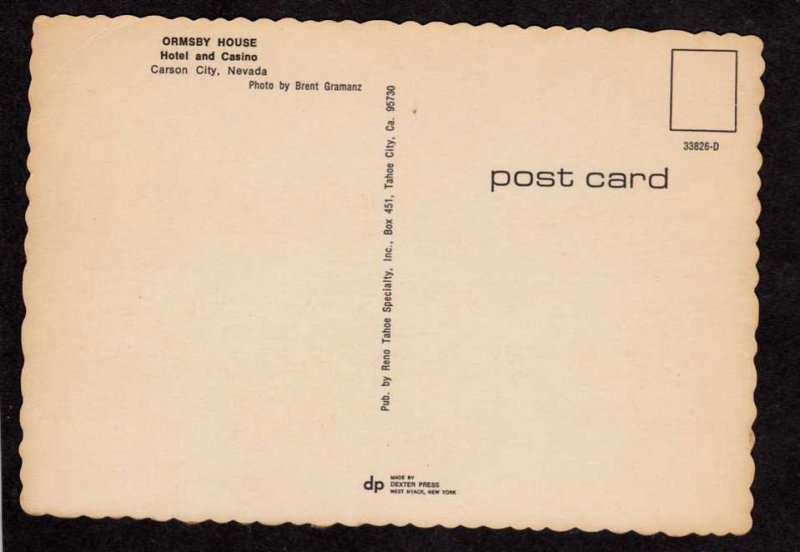 ORMSBY HOUSE
Hotel and Casino
Carson City, Nevada
Photo by Brent Gramanz
Pub. by Reno Tahoe Specialty, Inc., Box 451, Tahoe City, Ca. 95730
33826-D
post card
dp
MADE BY
DEXTER PRESS
WEST NYACK, NEW YORK